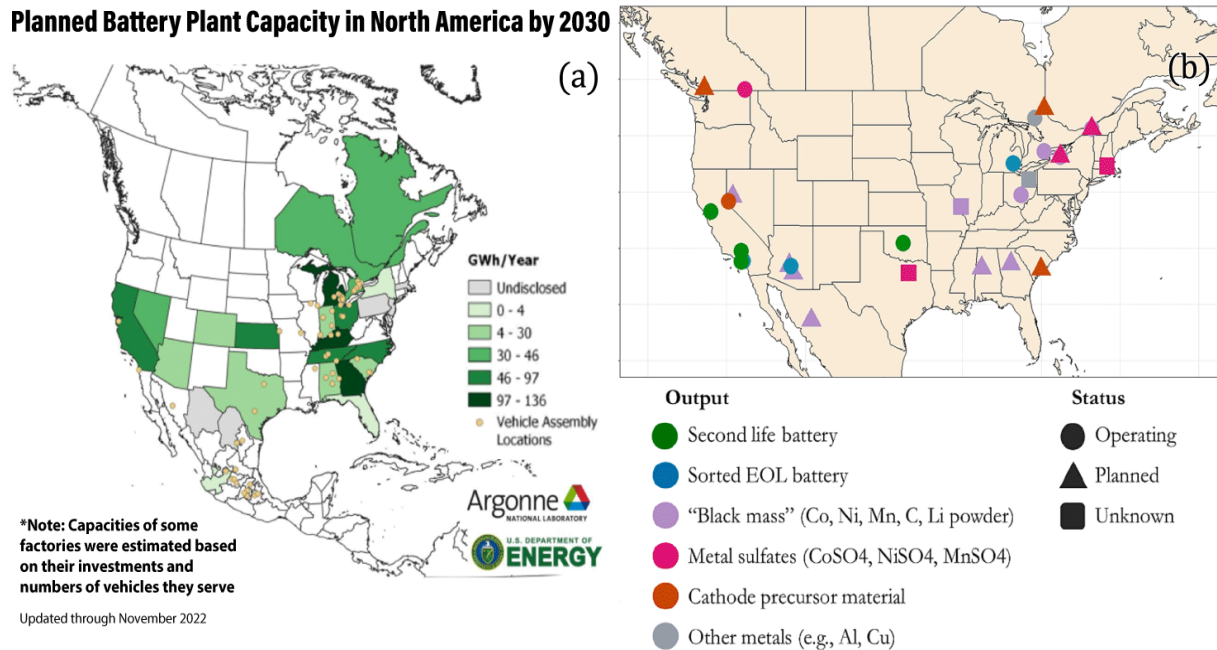 Planned Battery Plant Capacity in North America by 2030
(a)
GWh/Year
Undisclosed
0 - 4
4 - 30
30 - 46
46 - 97
97 - 136
Vehicle Assembly
Locations
*Note: Capacities of some
factories were estimated based
on their investments and
numbers of vehicles they serve
Updated through November 2022
Argonne
NATIONAL LABORATORY
U.S. DEPARTMENT OF
ENERGY
(b)
Output
Second life battery
Sorted EOL battery
“Black mass” (Co, Ni, Mn, C, Li powder)
Metal sulfates (CoSO4, NiSO4, MnSO4)
Cathode precursor material
Other metals (e.g., Al, Cu)
Status
Operating
Planned
Unknown